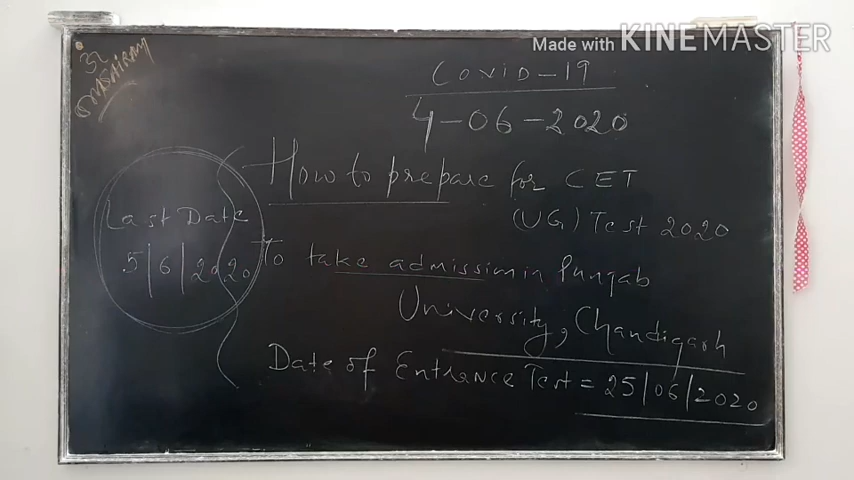 Made with KINEMASTER
Covid-19
4-06-2020
How to prepare for CET
(UG) Test 2020
Last Date
5/6/2020
To take admission in Punjab
University, Chandigarh
Date of Entrance Test = 25/06/2020